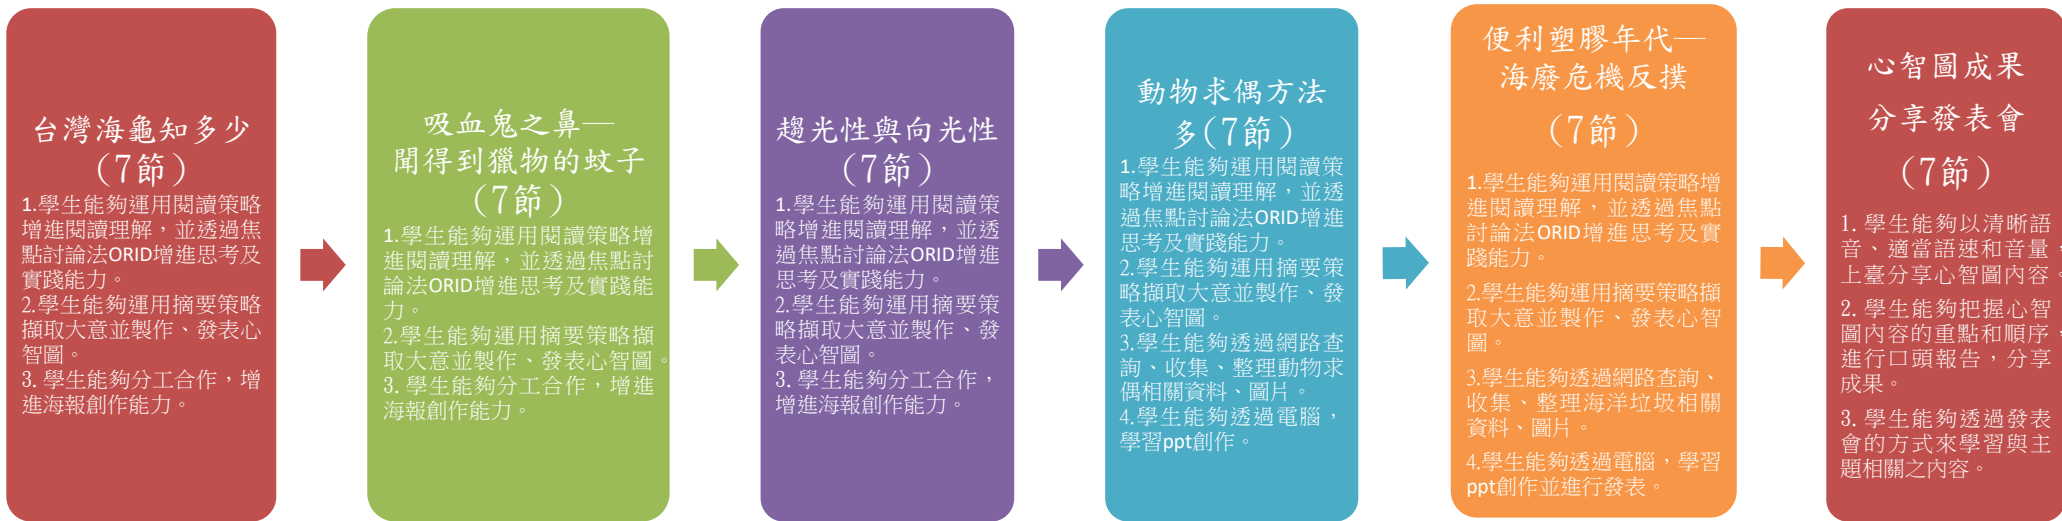 台灣海龜知多少
(7節)
1.學生能夠運用閱讀策略
增進閱讀理解，並透過焦
點討論法ORID增進思考及
實踐能力。
2.學生能夠運用摘要策略
擷取大意並製作、發表心
智圖。
3. 學生能夠分工合作，增
進海報創作能力。
吸血鬼之鼻—
聞得到獵物的蚊子
(7節)
1.學生能夠運用閱讀策略增
進閱讀理解，並透過焦點討
論法ORID增進思考及實踐能
力。
2.學生能夠運用摘要策略擷
取大意並製作、發表心智圖。
3. 學生能夠分工合作，增進
海報創作能力。
趨光性與向光性
(7節)
1.學生能夠運用閱讀策
略增進閱讀理解，並透
過焦點討論法ORID增進
思考及實踐能力。
2.學生能夠運用摘要策
略擷取大意並製作、發
表心智圖。
3. 學生能夠分工合作，
增進海報創作能力。
動物求偶方法
多(7節)
1.學生能夠運用閱讀策
略增進閱讀理解，並透
過焦點討論法ORID增進
思考及實踐能力。
2.學生能夠運用摘要策
略擷取大意並製作、發
表心智圖。
3.學生能夠透過網路查
詢、收集、整理動物求
偶相關資料、圖片。
4.學生能夠透過電腦，
學習ppt創作。
便利塑膠年代—
海廢危機反撲
(7節)
1.學生能夠運用閱讀策略增
進閱讀理解，並透過焦點
討論法ORID增進思考及實
踐能力。
2.學生能夠運用摘要策略擷
取大意並製作、發表心智
圖。
3.學生能夠透過網路查詢、
收集、整理海洋垃圾相關
資料、圖片。
4.學生能夠透過電腦，學習
ppt創作並進行發表。
心智圖成果
分享發表會
(7節)
1. 學生能夠以清晰語
音、適當語速和音量，
上臺分享心智圖內容。
2. 學生能夠把握心智
圖內容的重點和順序，
進行口頭報告，分享
成果。
3. 學生能夠透過發表
會的方式來學習與主
題相關之內容。